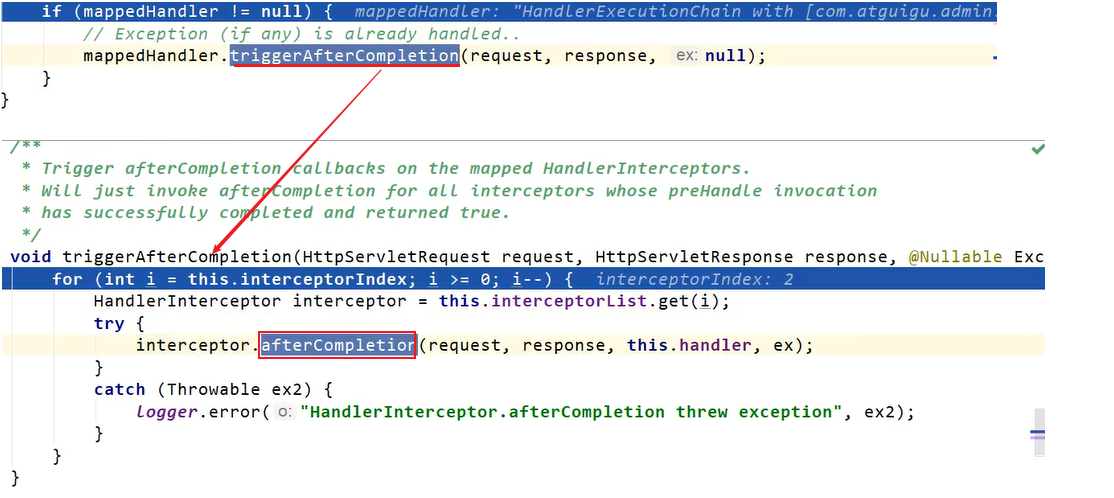 if (mappedHandler != null) { mappedHandler: "HandlerExecutionChain with [com.atguigu.admin.
// Exception (if any) is already handled..
mappedHandler.triggerAfterCompletion(request, response, ex: null);
}
}
/**
* Trigger afterCompletion callbacks on the mapped HandlerInterceptors.
* Will just invoke afterCompletion for all interceptors whose preHandle invocation
* has successfully completed and returned true.
*/
void triggerAfterCompletion(HttpServletRequest request, HttpServletResponse response, @Nullable Exc
for (int i = this.interceptorIndex; i >= 0; i--) { interceptorIndex: 2
HandlerInterceptor interceptor = this.interceptorList.get(i);
try {
interceptor.afterCompletion(request, response, this.handler, ex);
}
catch (Throwable ex2) {
logger.error( o: "HandlerInterceptor.afterCompletion threw exception", ex2);
}
}
}